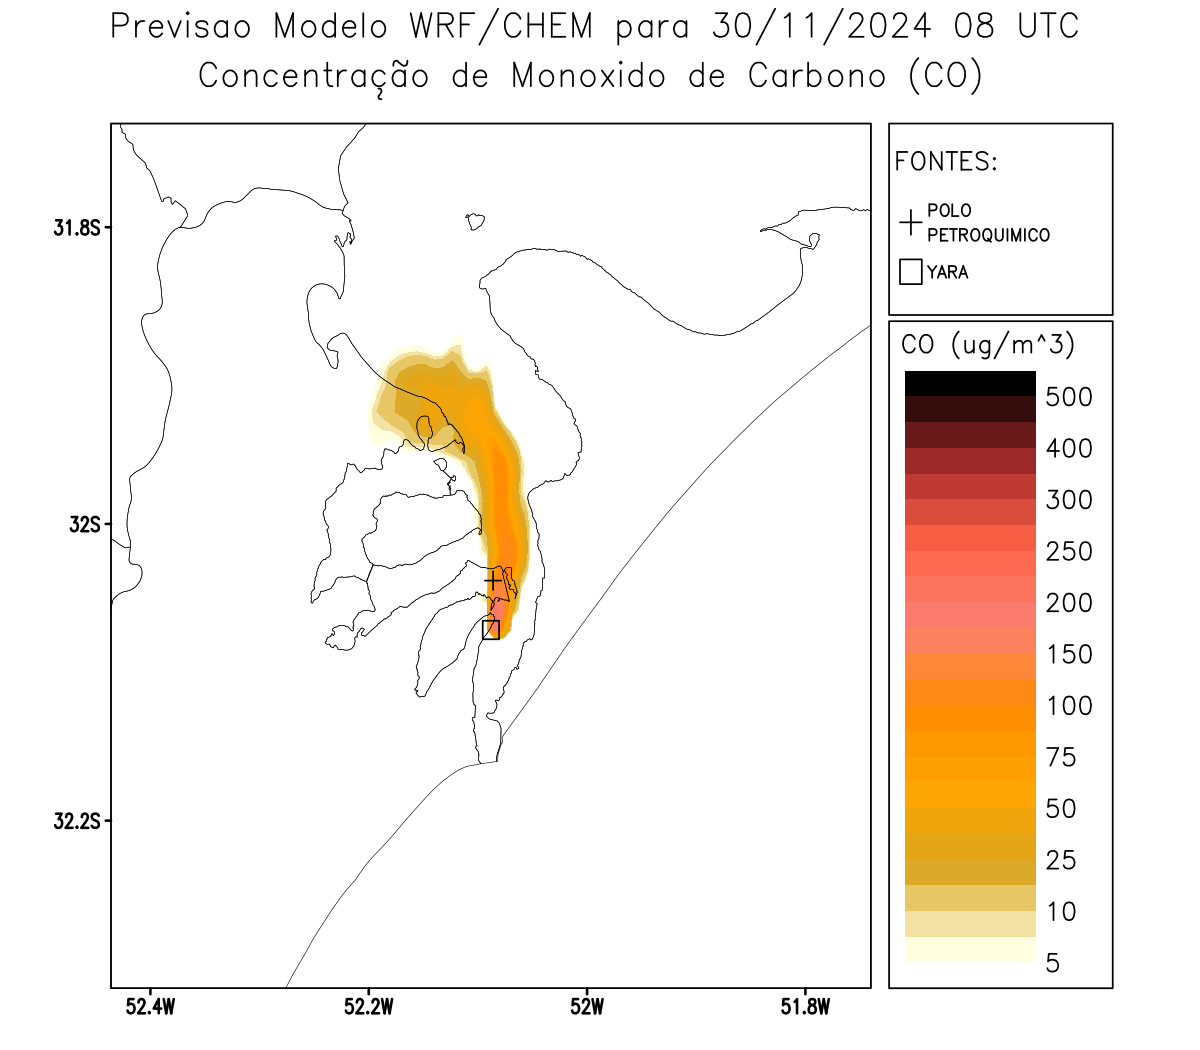 Previsao Modelo WRF/CHEM para 30/11/2024 08 UTC
Concentração de Monoxido de Carbono (CO)
FONTES:
POLO
PETROQUIMICO
YARA
CO (ug/m^3)
500
400
300
250
200
150
100
75
50
25
10
5
31.8S
32S
32.2S
52.4W
52.2W
52W
51.8W